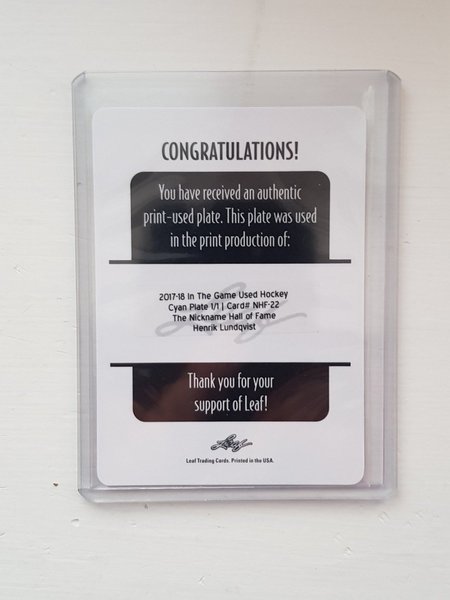 CONGRATULATIONS!
You have received an authentic
print-used plate. This plate was used
in the print production of:
2017-18 In The Game Used Hockey
Cyan Plate 1/1 | Card# NHF-22
The Nickname Hall of Fame
Henrik Lundqvist
Thank you for your
support of Leaf!
Leaf
Leaf Trading Cards. Printed in the USA.